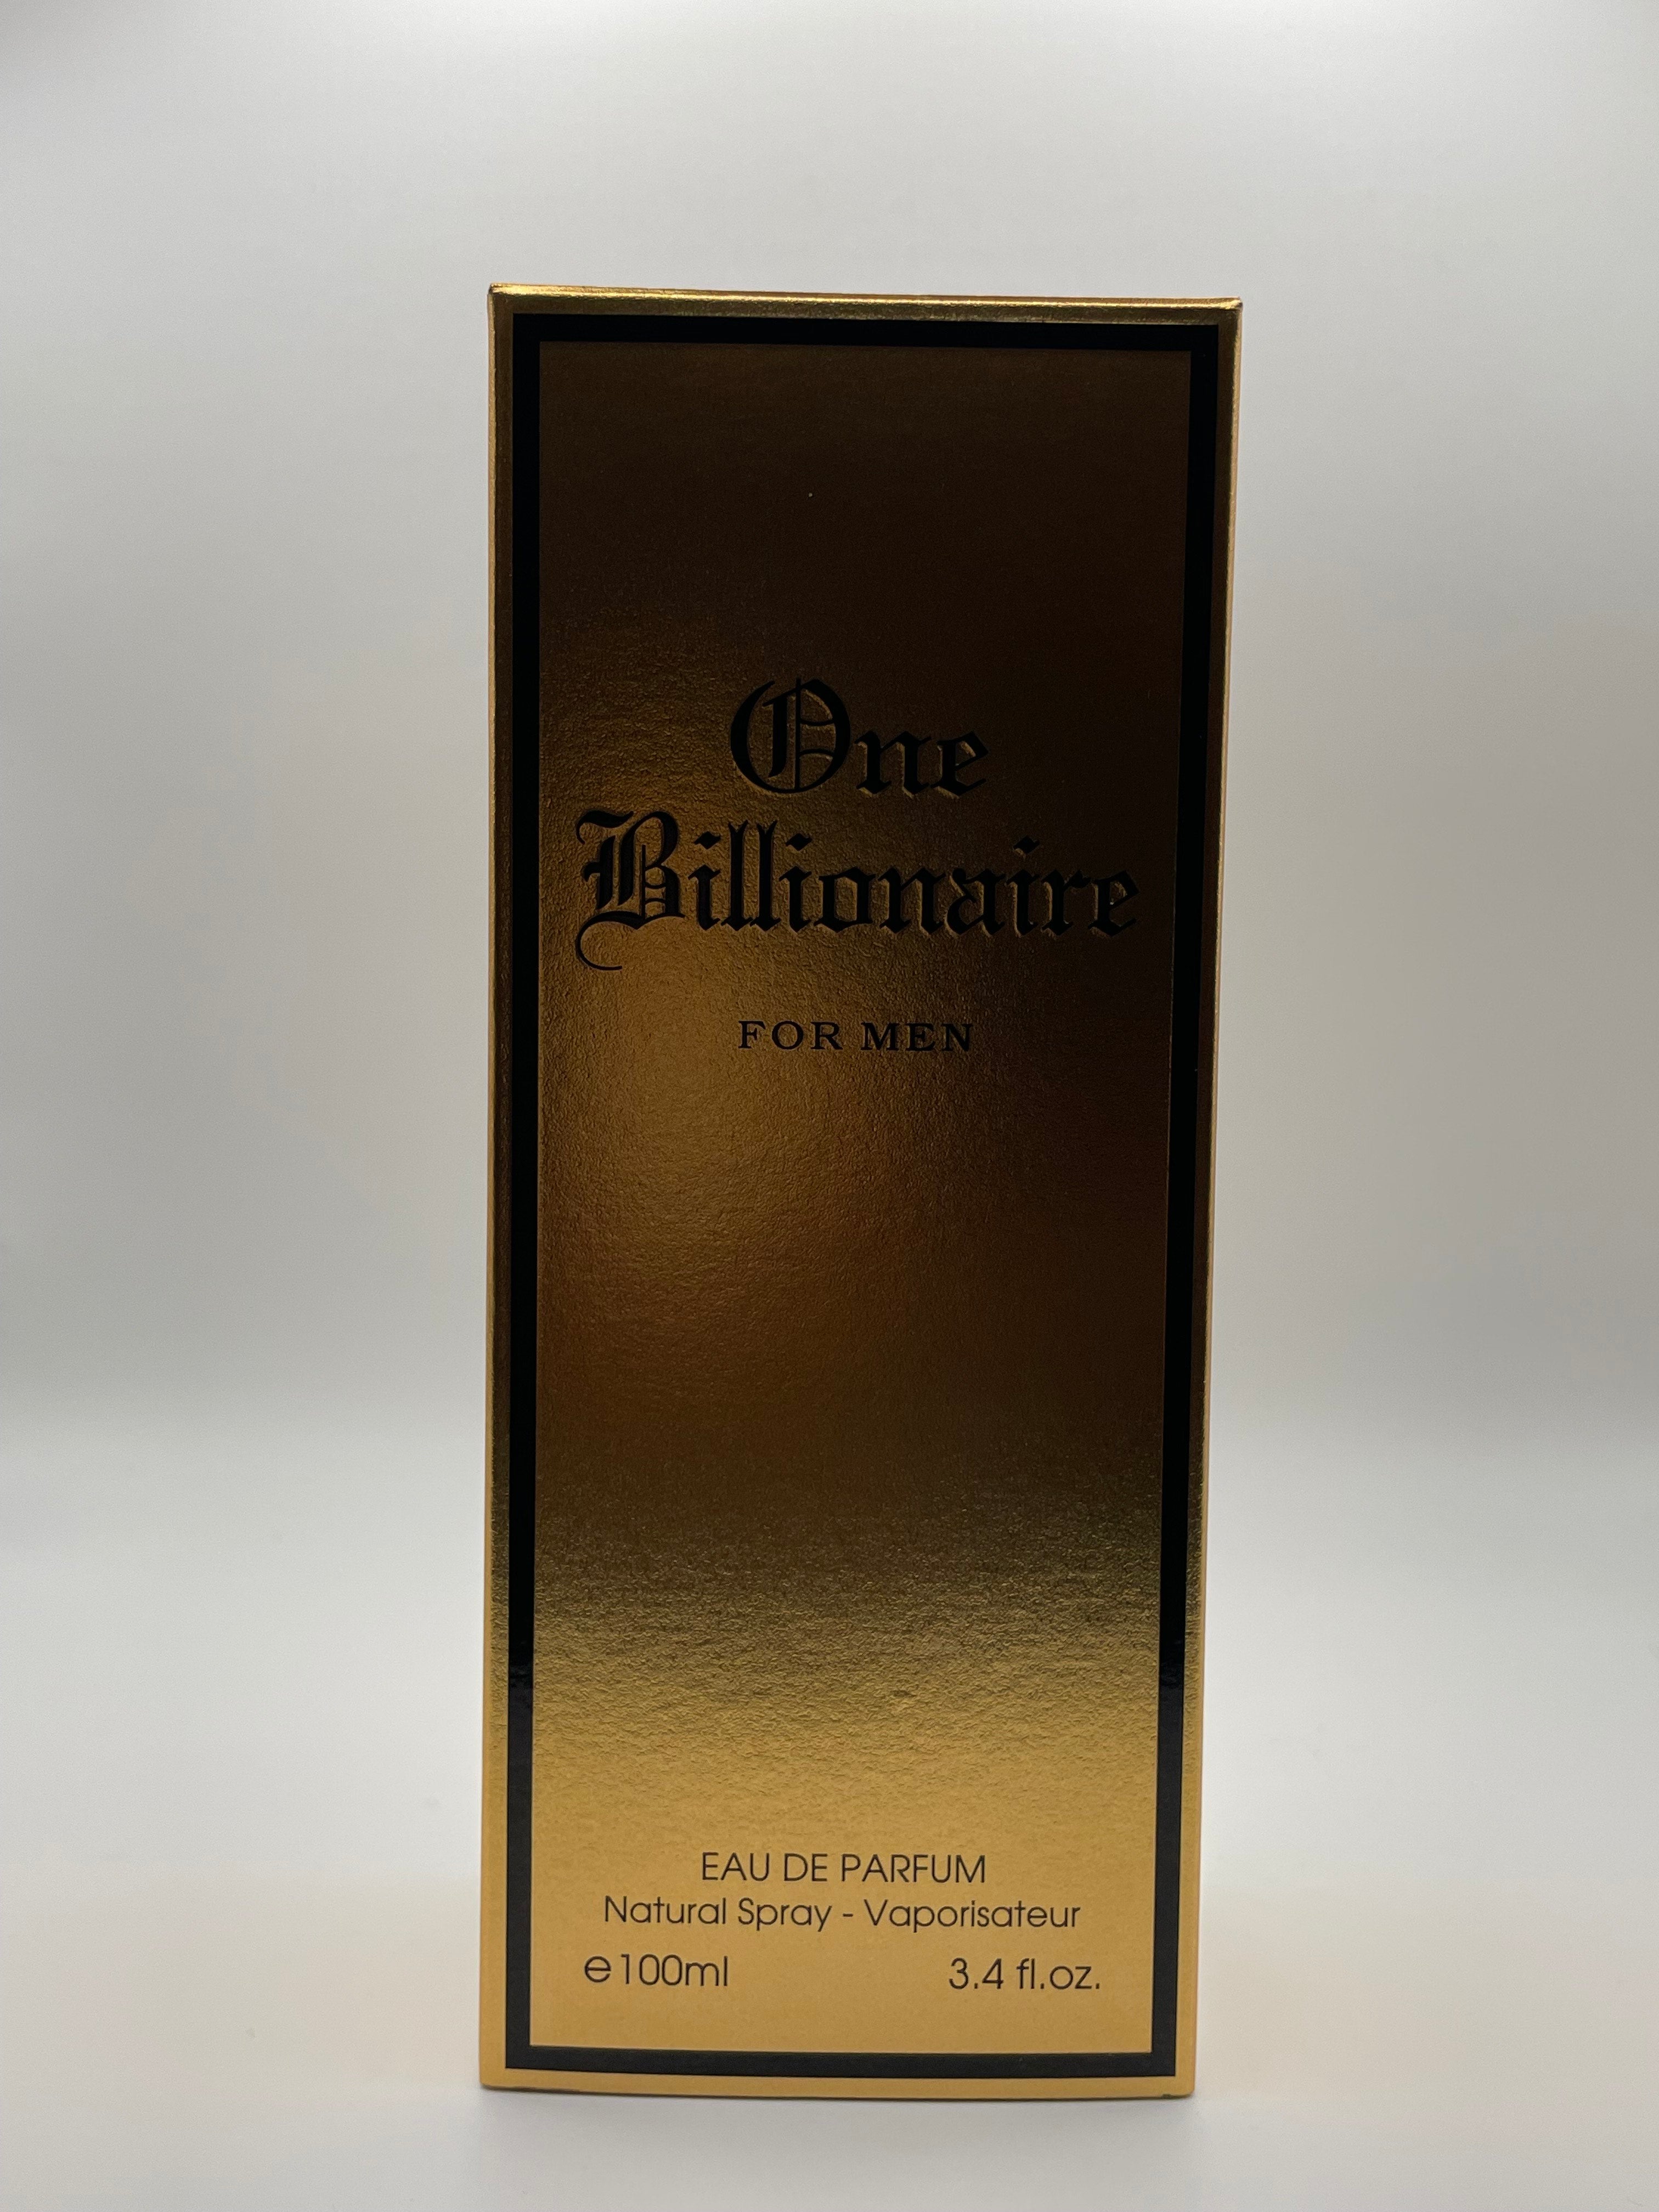 One
Billionaire
FOR MEN
EAU DE PARFUM
Natural Spray - Vaporisateur
e 100ml 3.4 fl.oz.